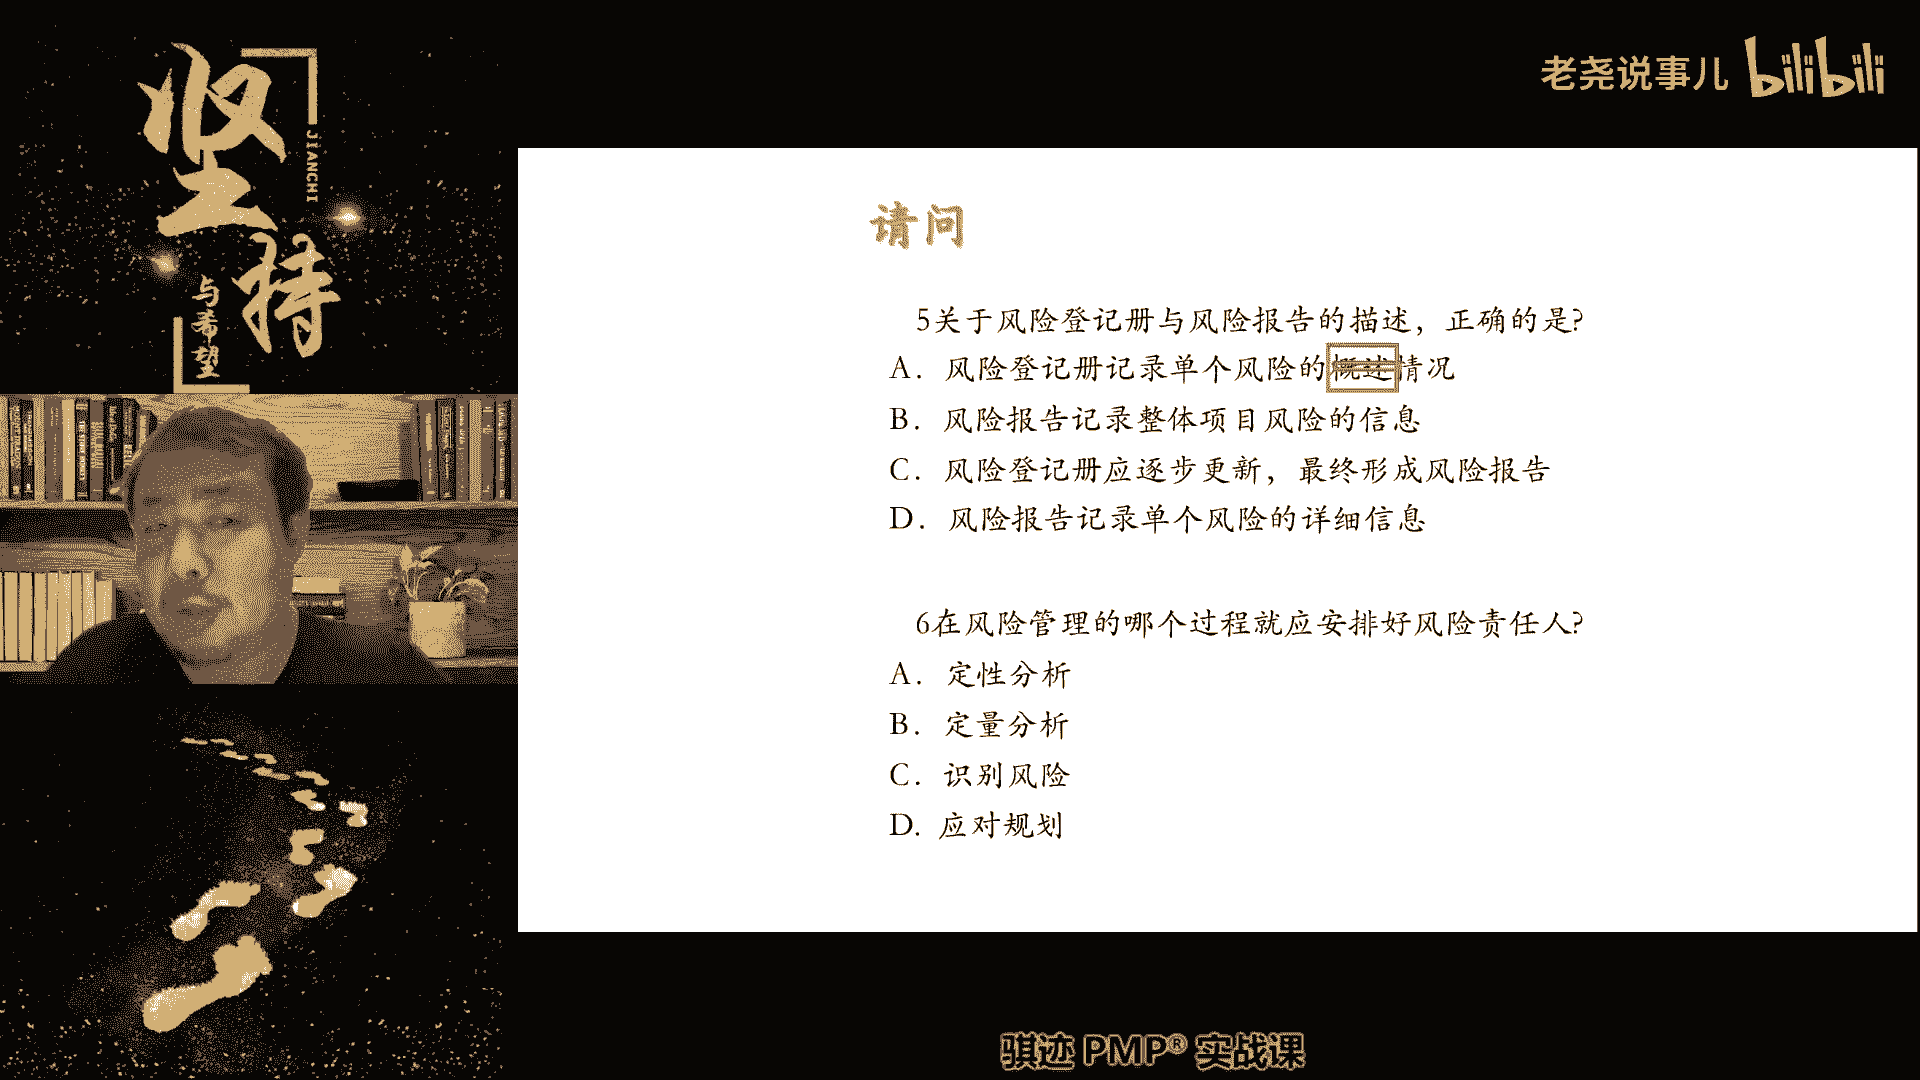 坚持
JIANCHI
与希望
老尧说事儿 bilibili
请问
5关于风险登记册与风险报告的描述，正确的是?
A. 风险登记册记录单个风险的概述情况
B. 风险报告记录整体项目风险的信息
C. 风险登记册应逐步更新，最终形成风险报告
D. 风险报告记录单个风险的详细信息
6在风险管理的哪个过程就应安排好风险责任人?
A. 定性分析
B. 定量分析
C. 识别风险
D. 应对规划
骐迹 PMP® 实战课